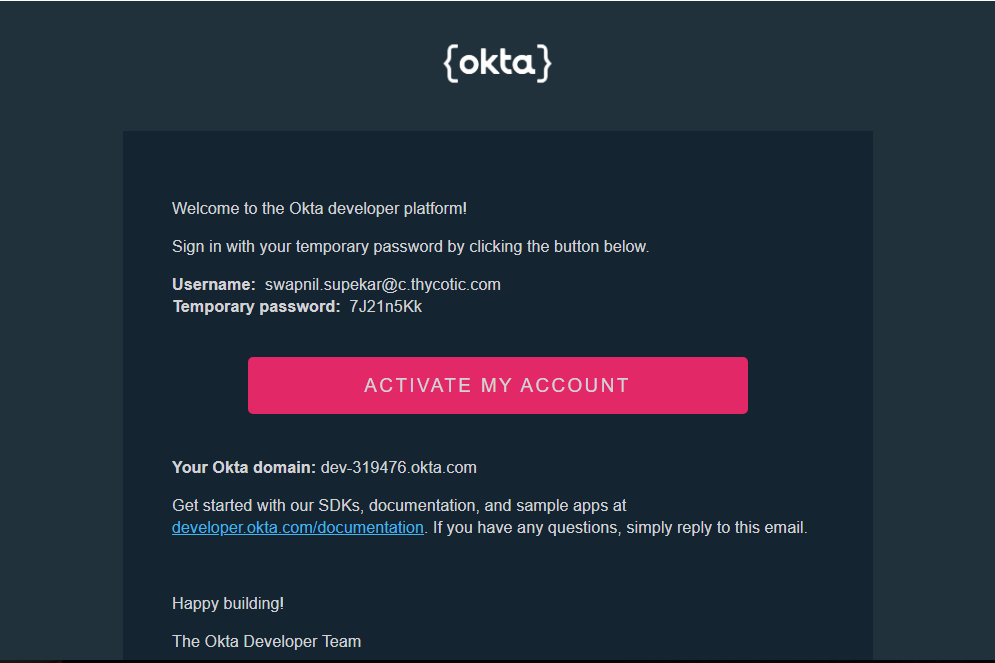 {okta}
Welcome to the Okta developer platform!
Sign in with your temporary password by clicking the button below.
Username: swapnil.supekar@c.thycotic.com
Temporary password: 7J21n5Kk
ACTIVATE MY ACCOUNT
Your Okta domain: dev-319476.okta.com
Get started with our SDKs, documentation, and sample apps at
developer.okta.com/documentation. If you have any questions, simply reply to this email.
Happy building!
The Okta Developer Team